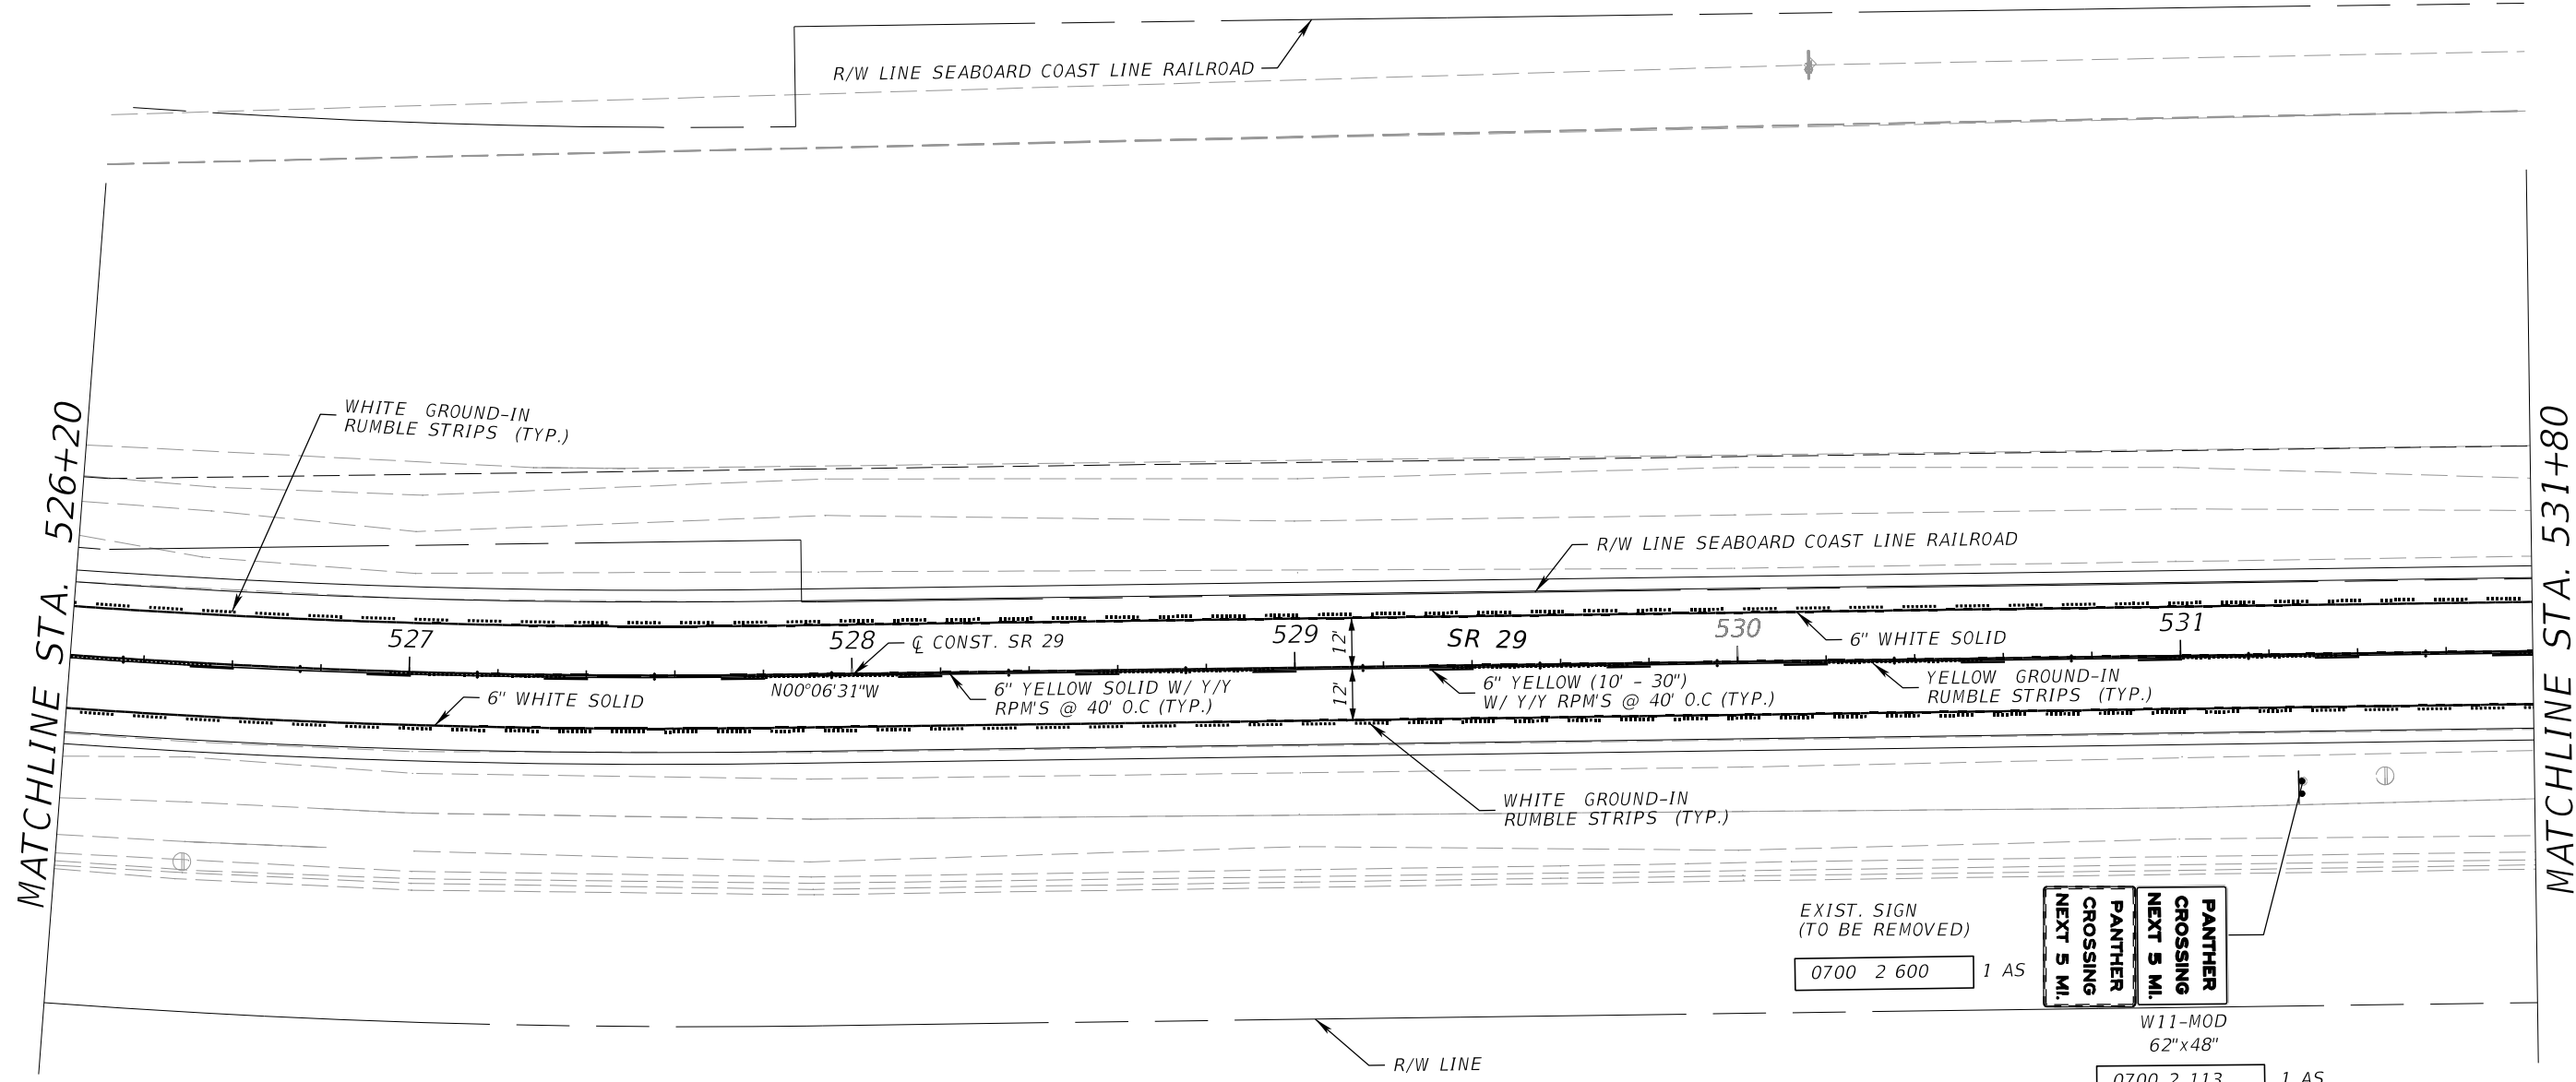 R/W LINE SEABOARD COAST LINE RAILROAD
WHITE GROUND-IN
RUMBLE STRIPS (TYP.)
MATCHLINE STA. 526+20
MATCHLINE STA. 531+80
R/W LINE SEABOARD COAST LINE RAILROAD
527
528
℄ CONST. SR 29
529
12'
SR 29
530
6" WHITE SOLID
531
6" WHITE SOLID
N00°06'31"W
6" YELLOW SOLID W/ Y/Y
RPM'S @ 40' O.C (TYP.)
12'
6" YELLOW (10' - 30")
W/ Y/Y RPM'S @ 40' O.C (TYP.)
YELLOW GROUND-IN
RUMBLE STRIPS (TYP.)
WHITE GROUND-IN
RUMBLE STRIPS (TYP.)
EXIST. SIGN
(TO BE REMOVED)
0700 2 600 1 AS
PANTHER
CROSSING
NEXT 5 MI.
PANTHER
CROSSING
NEXT 5 MI.
W11-MOD
62"x48"
0700 2 113 1 AS
R/W LINE